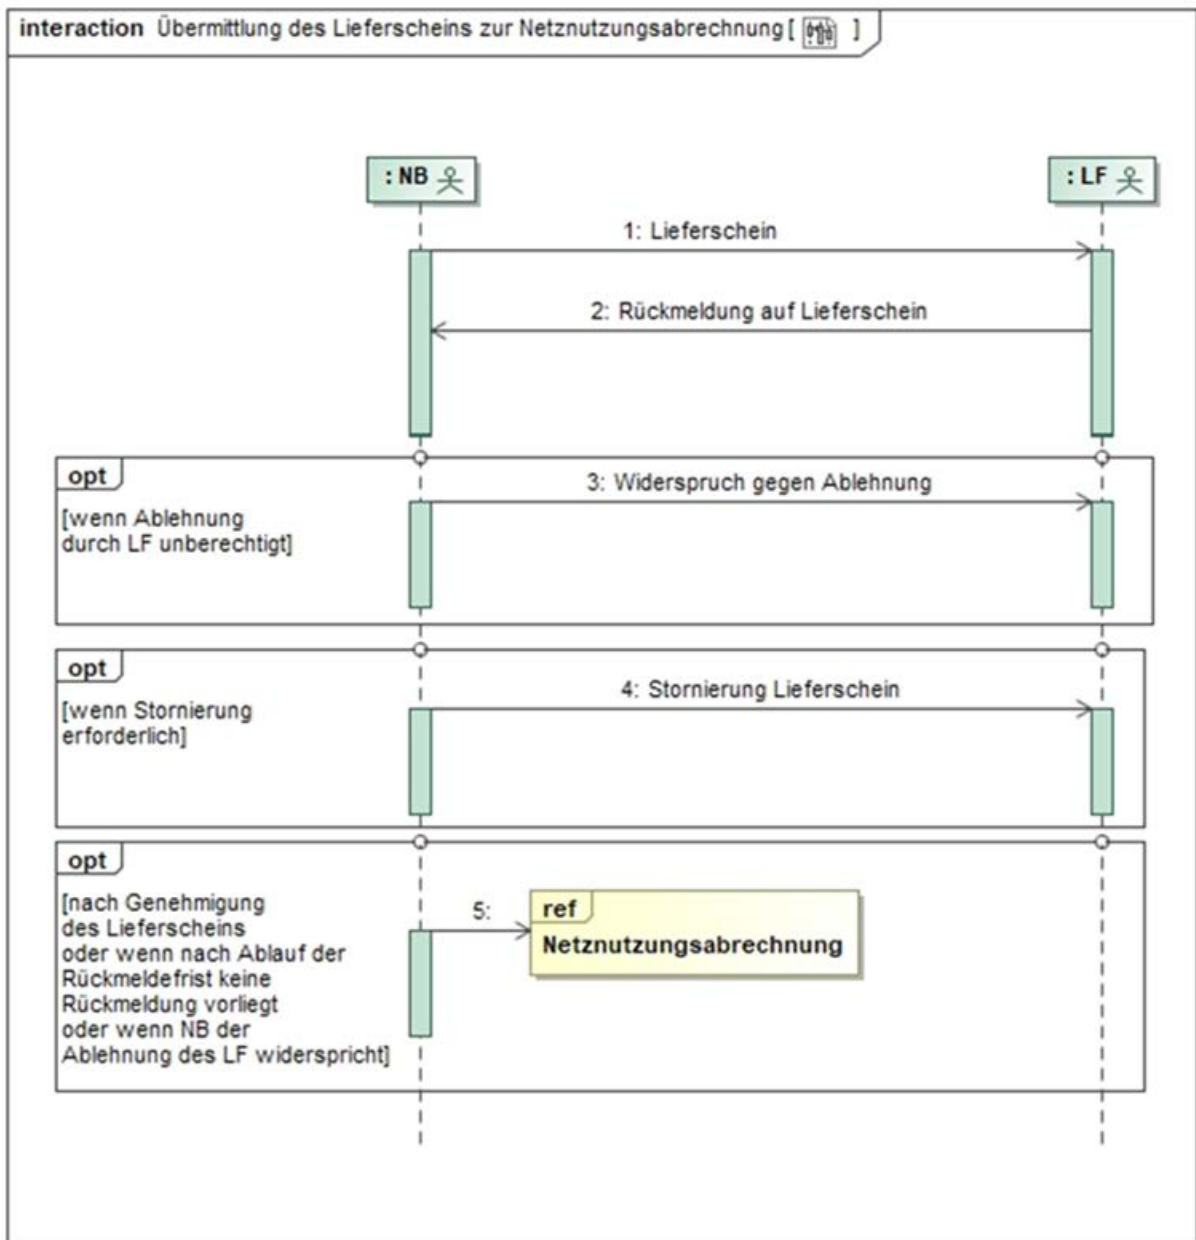 interaction Übermittlung des Lieferscheins zur Netznutzungsabrechnung [ ]
: NB
: LF
1: Lieferschein
2: Rückmeldung auf Lieferschein
opt
3: Widerspruch gegen Ablehnung
[wenn Ablehnung
durch LF unberechtigt]
opt
4: Stornierung Lieferschein
[wenn Stornierung
erforderlich]
opt
[nach Genehmigung
des Lieferscheins
oder wenn nach Ablauf der
Rückmeldefrist keine
Rückmeldung vorliegt
oder wenn NB der
Ablehnung des LF widerspricht]
5:
ref
Netznutzungsabrechnung